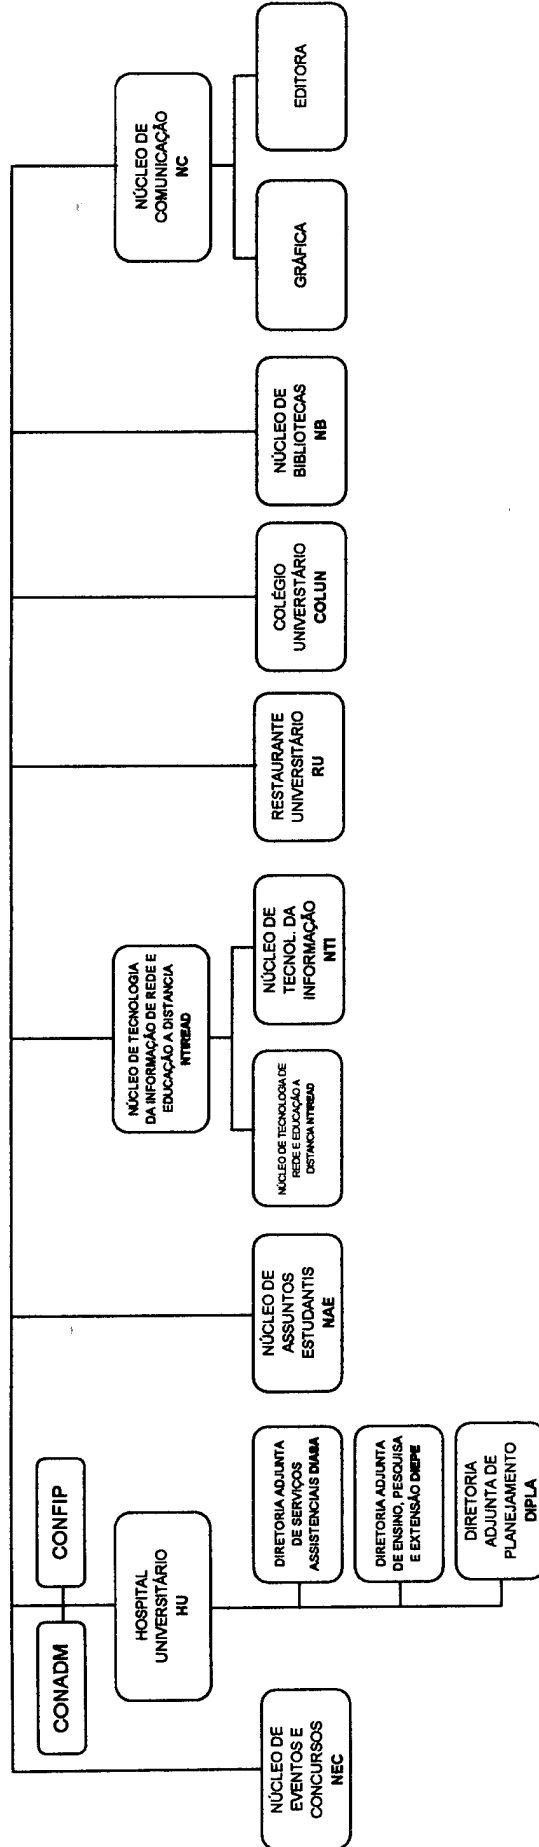 CONADM
CONFIP
NÚCLEO DE
EVENTOS E
CONCURSOS
NEC
HOSPITAL
UNIVERSITÁRIO
HU
DIRETORIA ADJUNTA
DE SERVIÇOS
ASSISTENCIAIS DIASA
DIRETORIA ADJUNTA
DE ENSINO, PESQUISA
E EXTENSÃO DIEPE
DIRETORIA
ADJUNTA DE
PLANEJAMENTO
DIPLA
NÚCLEO DE
ASSUNTOS
ESTUDANTIS
NAE
NÚCLEO DE TECNOLOGIA
DA INFORMAÇÃO DE REDE E
EDUCAÇÃO A DISTANCIA
NTIREAD
NÚCLEO DE TECNOLOGIA DE
REDE E EDUCAÇÃO A
DISTANCIA NTIREAD
NÚCLEO DE
TECNOL. DA
INFORMAÇÃO
NTI
RESTAURANTE
UNIVERSITÁRIO
RU
COLÉGIO
UNIVERSTÁRIO
COLUN
NÚCLEO DE
BIBLIOTECAS
NB
NÚCLEO DE
COMUNICAÇÃO
NC
GRÁFICA
EDITORA